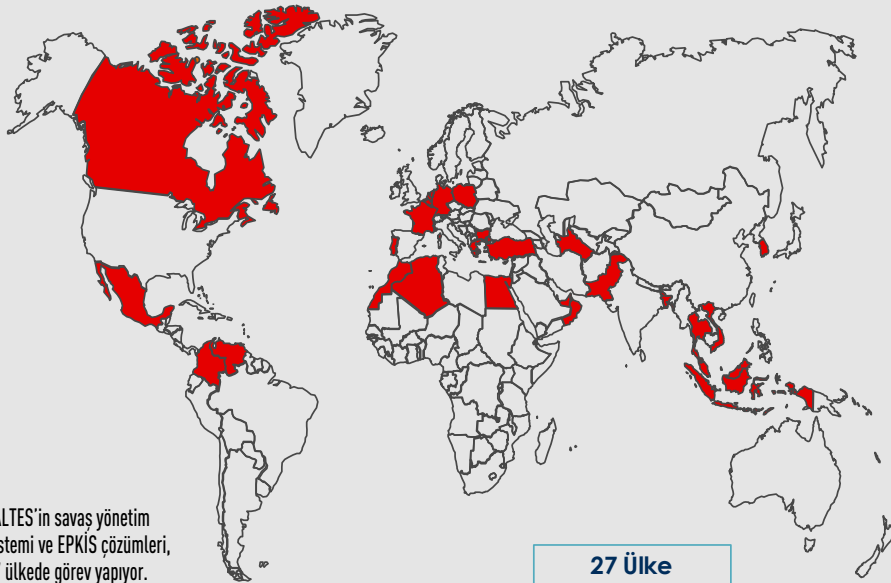 ALTES'in savaş yönetim
stemi ve EPKİS çözümleri,
ülkede görev yapıyor.
27 Ülke